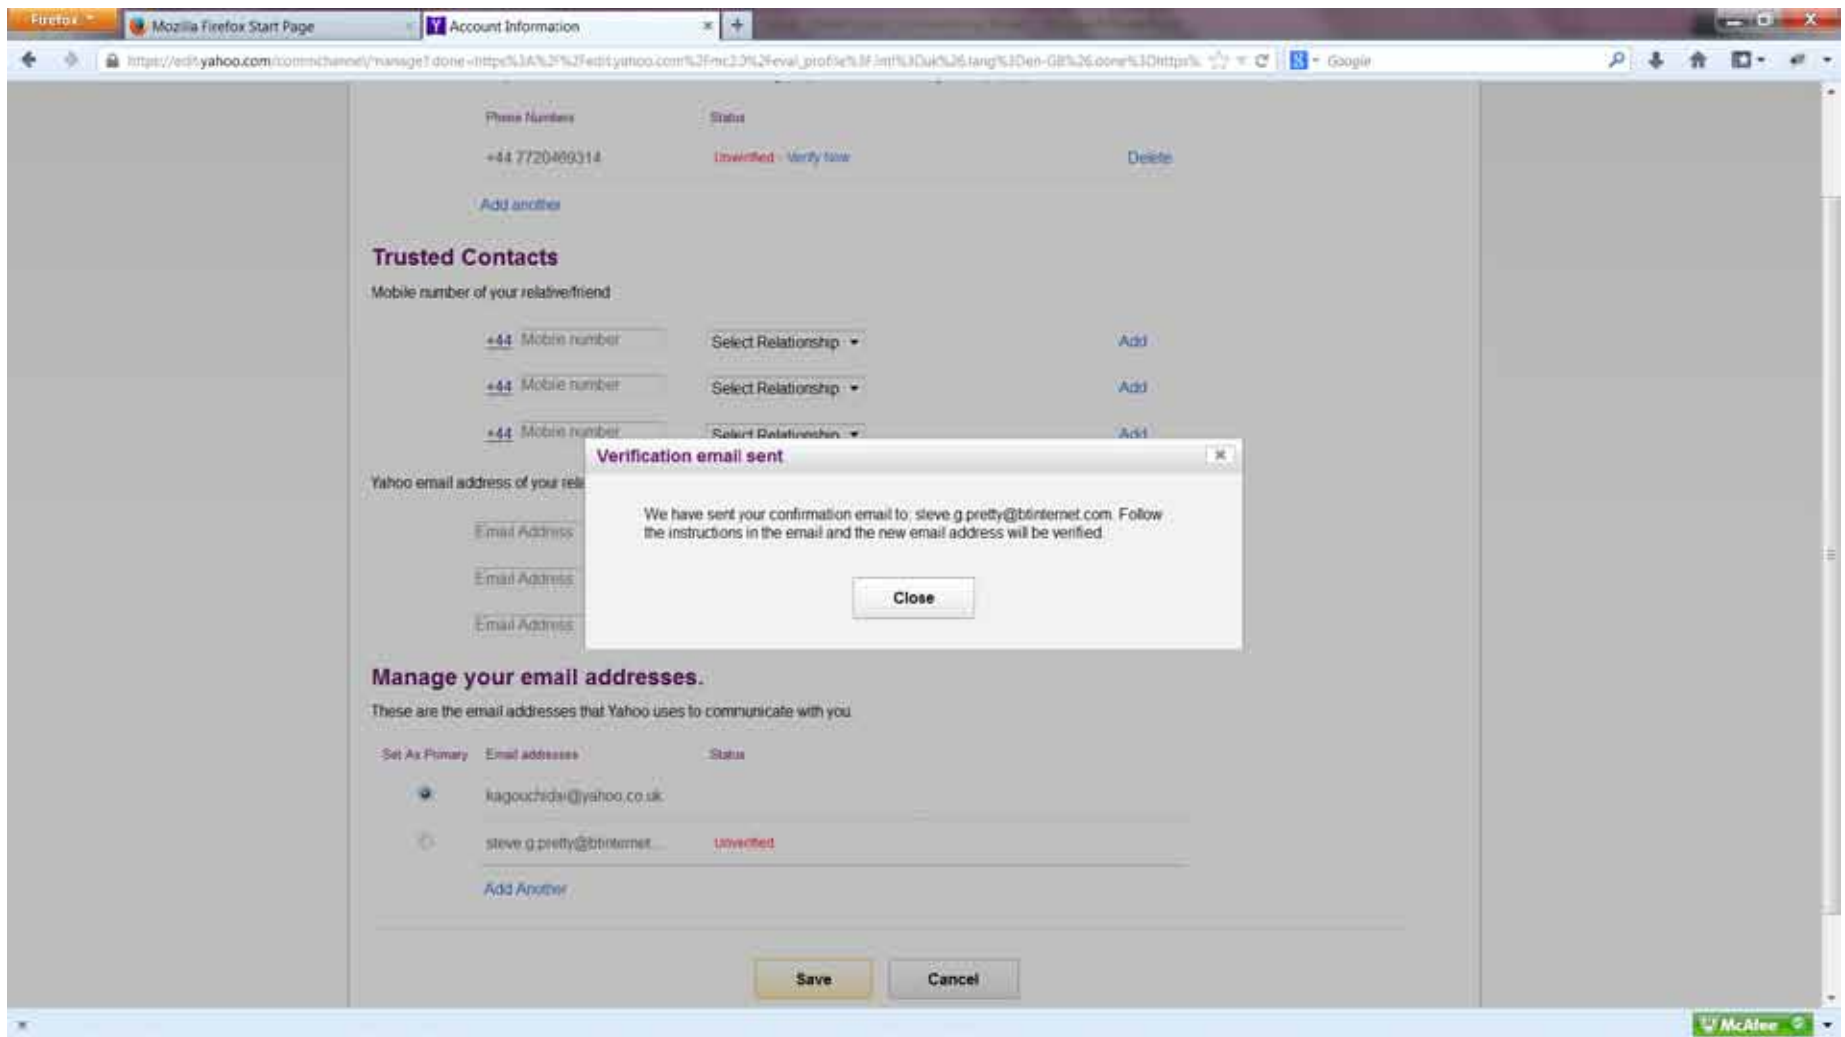 Firefox
Mozilla Firefox Start Page
Account Information
Google
Phone Numbers Status
+44 7720469314 Unverified - Verify Now Delete
Add another
Trusted Contacts
Mobile number of your relative/friend
+44 Mobile number Select Relationship Add
+44 Mobile number Select Relationship Add
+44 Mobile number Select Relationship Add
Verification email sent
Yahoo email address of your rela
We have sent your confirmation email to: steve.g.pretty@btinternet.com. Follow
the instructions in the email and the new email address will be verified.
Email Address
Email Address
Close
Email Address
Manage your email addresses.
These are the email addresses that Yahoo uses to communicate with you.
Set As Primary Email addresses Status
kagouchidai@yahoo.co.uk
steve.g.pretty@btinternet... Unverified
Add Another
Save Cancel
McAfee